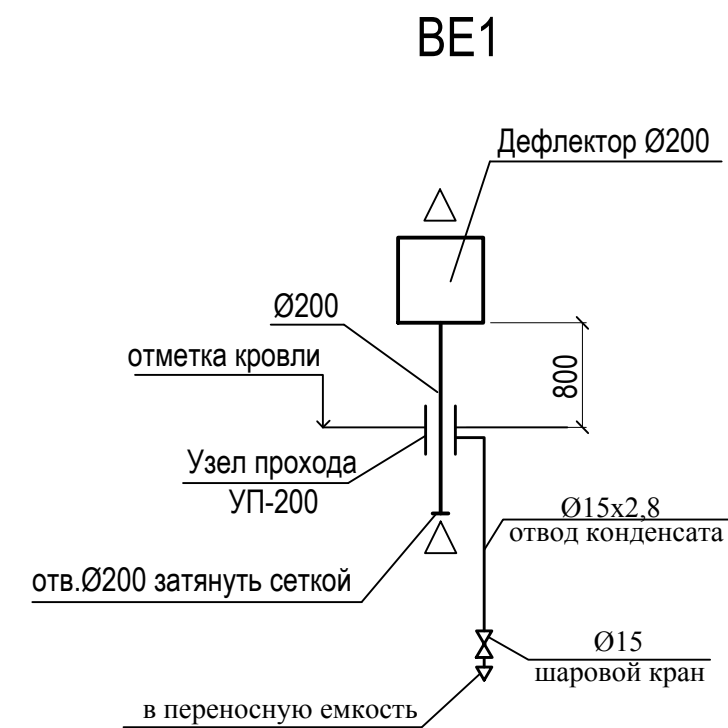 ВЕ1
Дефлектор Ø200
Ø200
отметка кровли
800
Узел прохода
УП-200
Ø15х2,8
отвод конденсата
отв.Ø200 затянуть сеткой
Ø15
шаровой кран
в переносную емкость